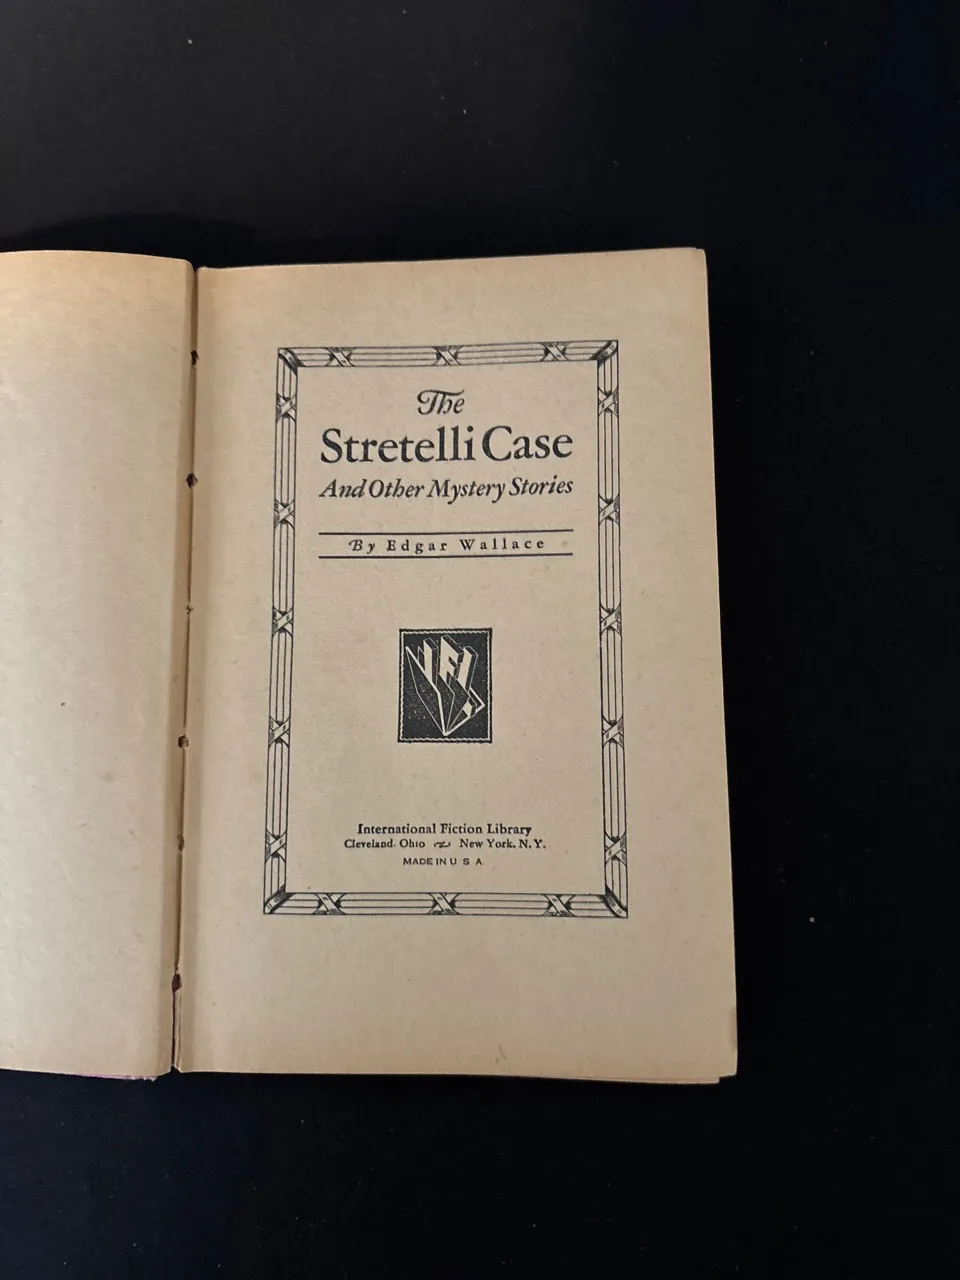 The
Stretelli Case
And Other Mystery Stories
By Edgar Wallace
IFL
International Fiction Library
Cleveland, Ohio New York, N.Y.
MADE IN U S A